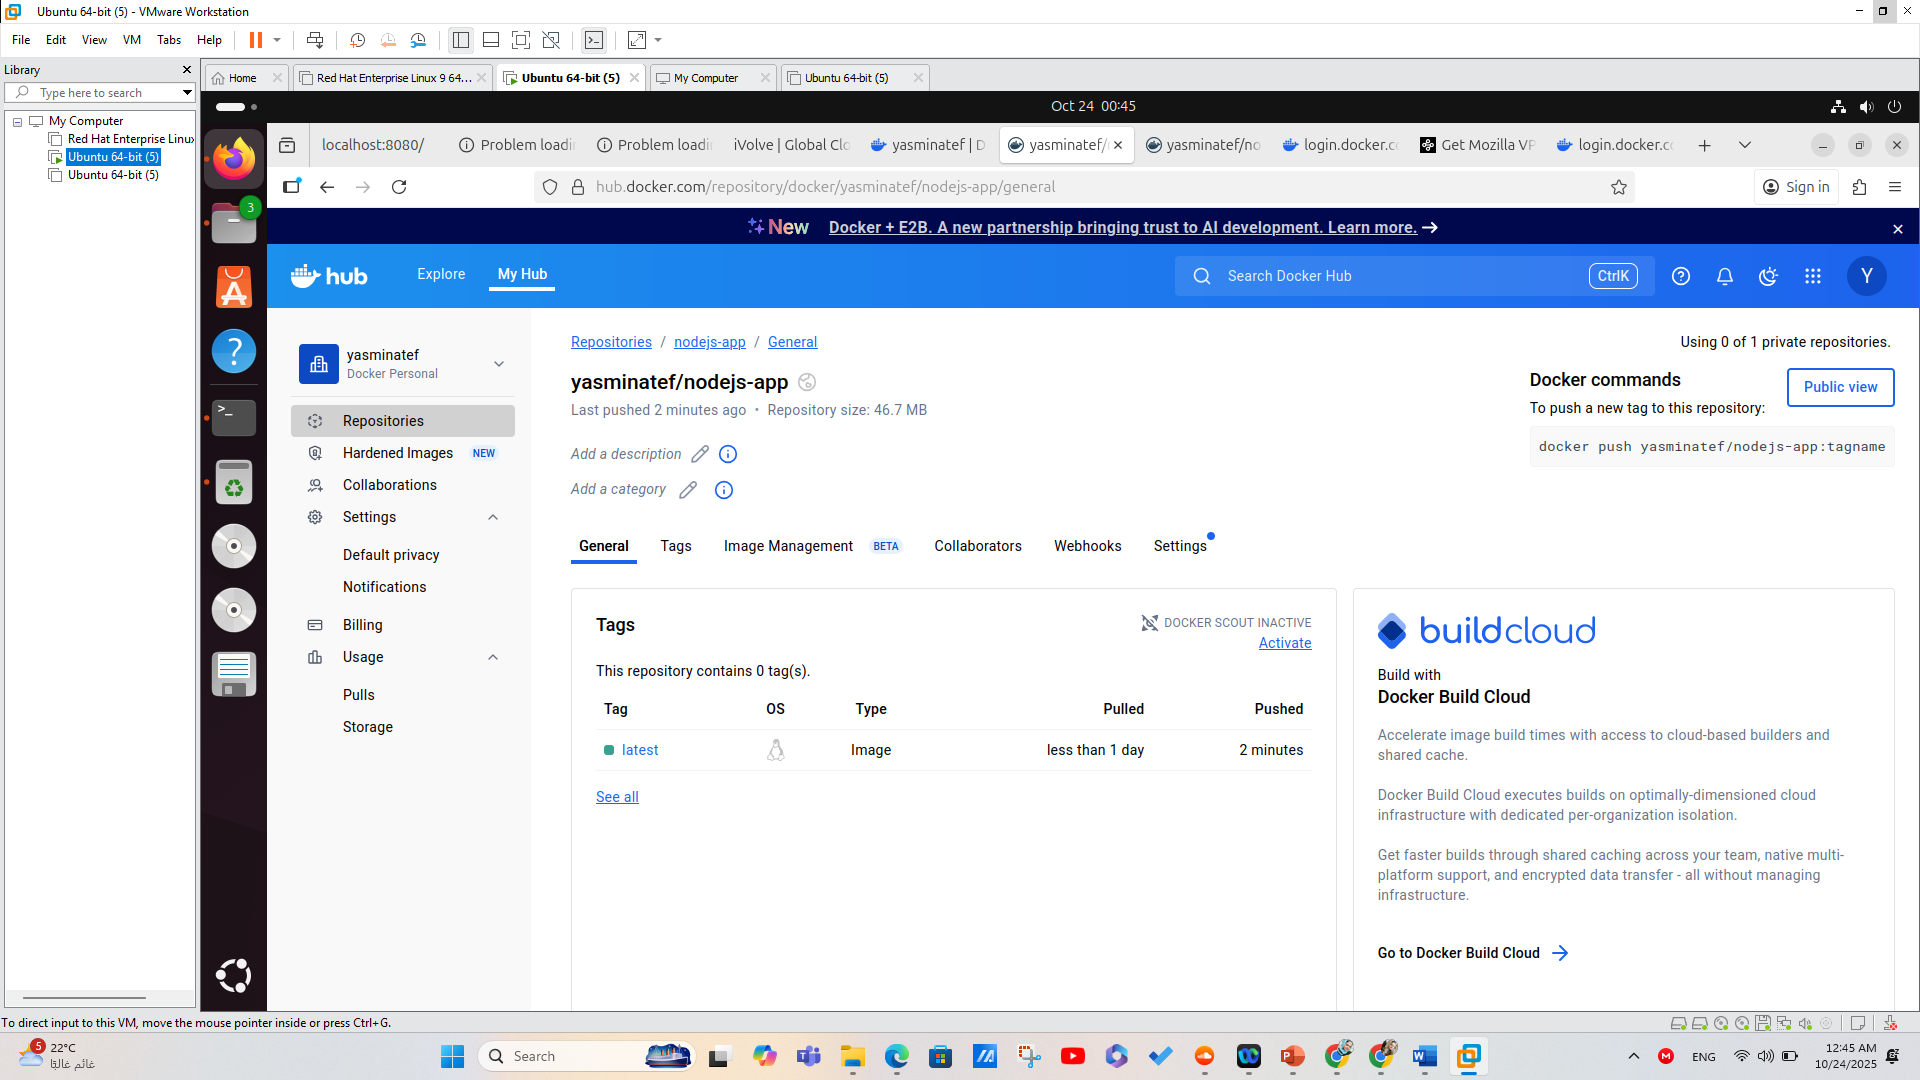 Ubuntu 64-bit (5) - VMware Workstation
File Edit View VM Tabs Help
Library
Type here to search
My Computer
Red Hat Enterprise Linux
Ubuntu 64-bit (5)
Ubuntu 64-bit (5)
Home
Red Hat Enterprise Linux 9 64...
Ubuntu 64-bit (5)
My Computer
Ubuntu 64-bit (5)
Oct 24 00:45
3
localhost:8080/
Problem loadi
Problem loadi
iVolve | Global Clo
yasminatef | D
yasminatef/
yasminatef/no
login.docker.co
Get Mozilla VP
login.docker.co
hub.docker.com/repository/docker/yasminatef/nodejs-app/general
Sign in
New Docker + E2B. A new partnership bringing trust to AI development. Learn more.
hub
Explore
My Hub
Search Docker Hub
CtrlK
Y
yasminatef
Docker Personal
Repositories
Hardened Images NEW
Collaborations
Settings
Default privacy
Notifications
Billing
Usage
Pulls
Storage
Repositories / nodejs-app / General
Using 0 of 1 private repositories.
yasminatef/nodejs-app
Last pushed 2 minutes ago • Repository size: 46.7 MB
Add a description
Add a category
Docker commands
Public view
To push a new tag to this repository:
docker push yasminatef/nodejs-app:tagname
General Tags Image Management BETA Collaborators Webhooks Settings
Tags
DOCKER SCOUT INACTIVE
Activate
This repository contains 0 tag(s).
Tag OS Type Pulled Pushed
latest Image less than 1 day 2 minutes
See all
buildcloud
Build with
Docker Build Cloud
Accelerate image build times with access to cloud-based builders and
shared cache.
Docker Build Cloud executes builds on optimally-dimensioned cloud
infrastructure with dedicated per-organization isolation.
Get faster builds through shared caching across your team, native multi-
platform support, and encrypted data transfer - all without managing
infrastructure.
Go to Docker Build Cloud
To direct input to this VM, move the mouse pointer inside or press Ctrl+G.
5
22°C
غائم غالبًا
Search
ENG
12:45 AM
10/24/2025